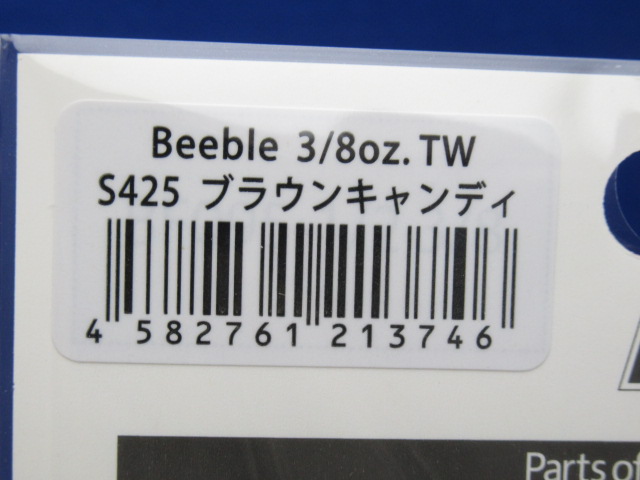 Beeble 3/8oz. TW
S425 ブラウンキャンディ
4 582761 213746
Parts of